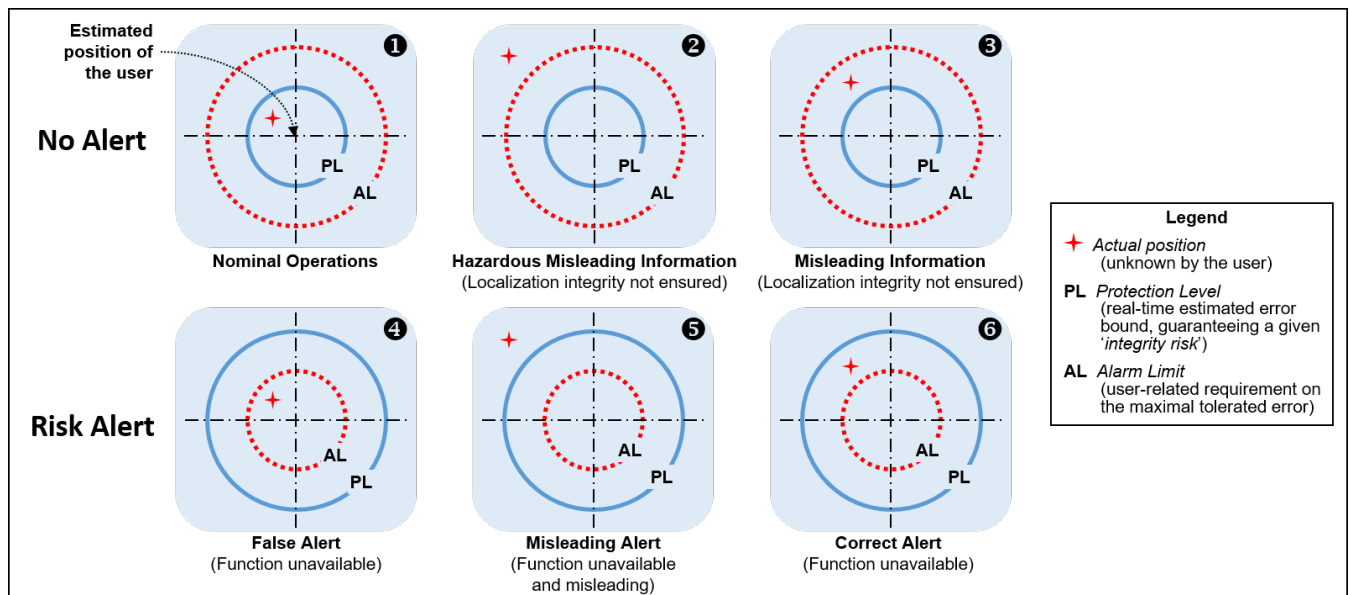 Estimated
position of
the user
❶
❷
❸
No Alert
PL
AL
PL
AL
PL
AL
Nominal Operations
Hazardous Misleading Information
(Localization integrity not ensured)
Misleading Information
(Localization integrity not ensured)
Risk Alert
❹
❺
❻
AL
PL
AL
PL
AL
PL
False Alert
(Function unavailable)
Misleading Alert
(Function unavailable
and misleading)
Correct Alert
(Function unavailable)
Legend
Actual position
(unknown by the user)
PL Protection Level
(real-time estimated error
bound, guaranteeing a given
‘integrity risk’)
AL Alarm Limit
(user-related requirement on
the maximal tolerated error)